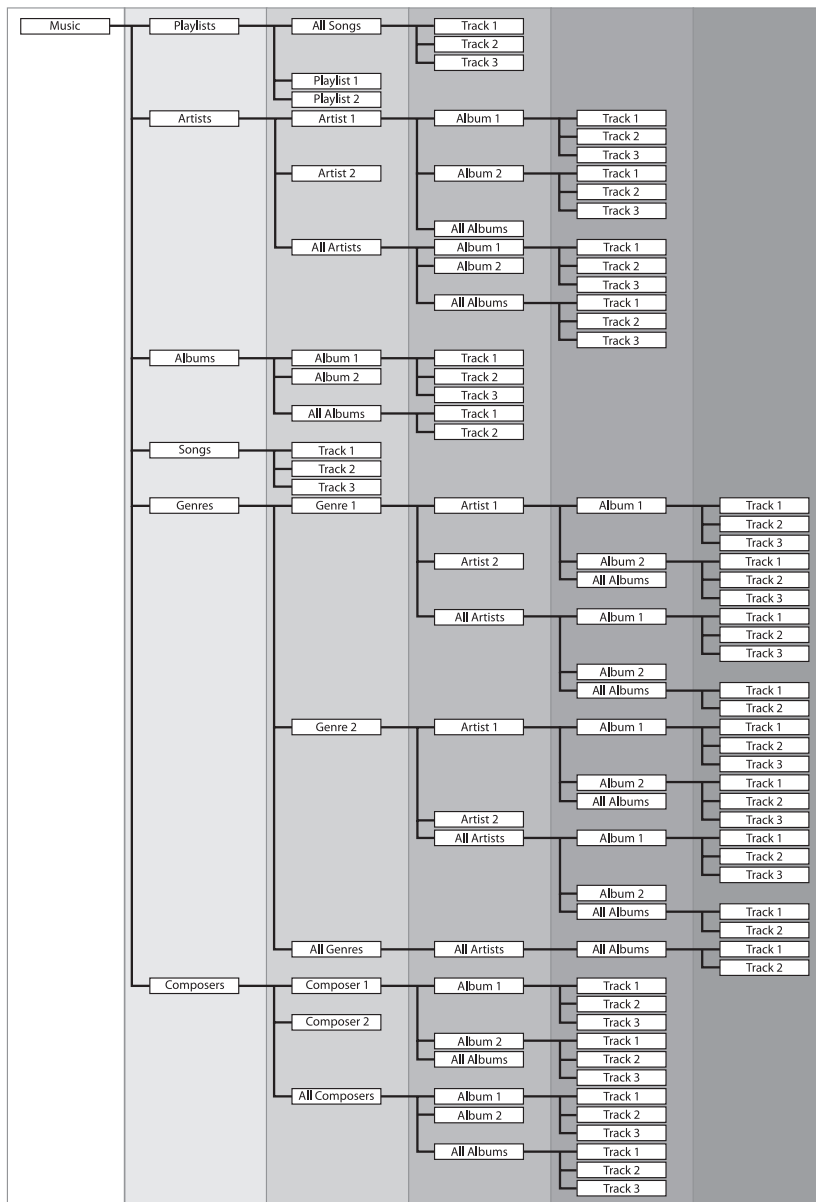 Music Playlists All Songs Track 1
Track 2
Track 3
Playlist 1
Playlist 2
Artists Artist 1 Album 1 Track 1
Track 2
Track 3
Artist 2 Album 2 Track 1
Track 2
Track 3
All Albums
All Artists Album 1 Track 1
Album 2 Track 2
Track 3
All Albums Track 1
Track 2
Track 3
Albums Album 1 Track 1
Album 2 Track 2
Track 3
All Albums Track 1
Track 2
Songs Track 1
Track 2
Track 3
Genres Genre 1 Artist 1 Album 1 Track 1
Track 2
Track 3
Artist 2 Album 2 Track 1
All Albums Track 2
Track 3
All Artists Album 1 Track 1
Track 2
Track 3
Album 2
All Albums Track 1
Track 2
Genre 2 Artist 1 Album 1 Track 1
Track 2
Track 3
Album 2 Track 1
All Albums Track 2
Artist 2 Track 3
All Artists Album 1 Track 1
Track 2
Track 3
Album 2
All Albums Track 1
Track 2
All Genres All Artists All Albums Track 1
Track 2
Composers Composer 1 Album 1 Track 1
Track 2
Composer 2 Track 3
Album 2 Track 1
All Albums Track 2
Track 3
All Composers Album 1 Track 1
Album 2 Track 2
Track 3
All Albums Track 1
Track 2
Track 3